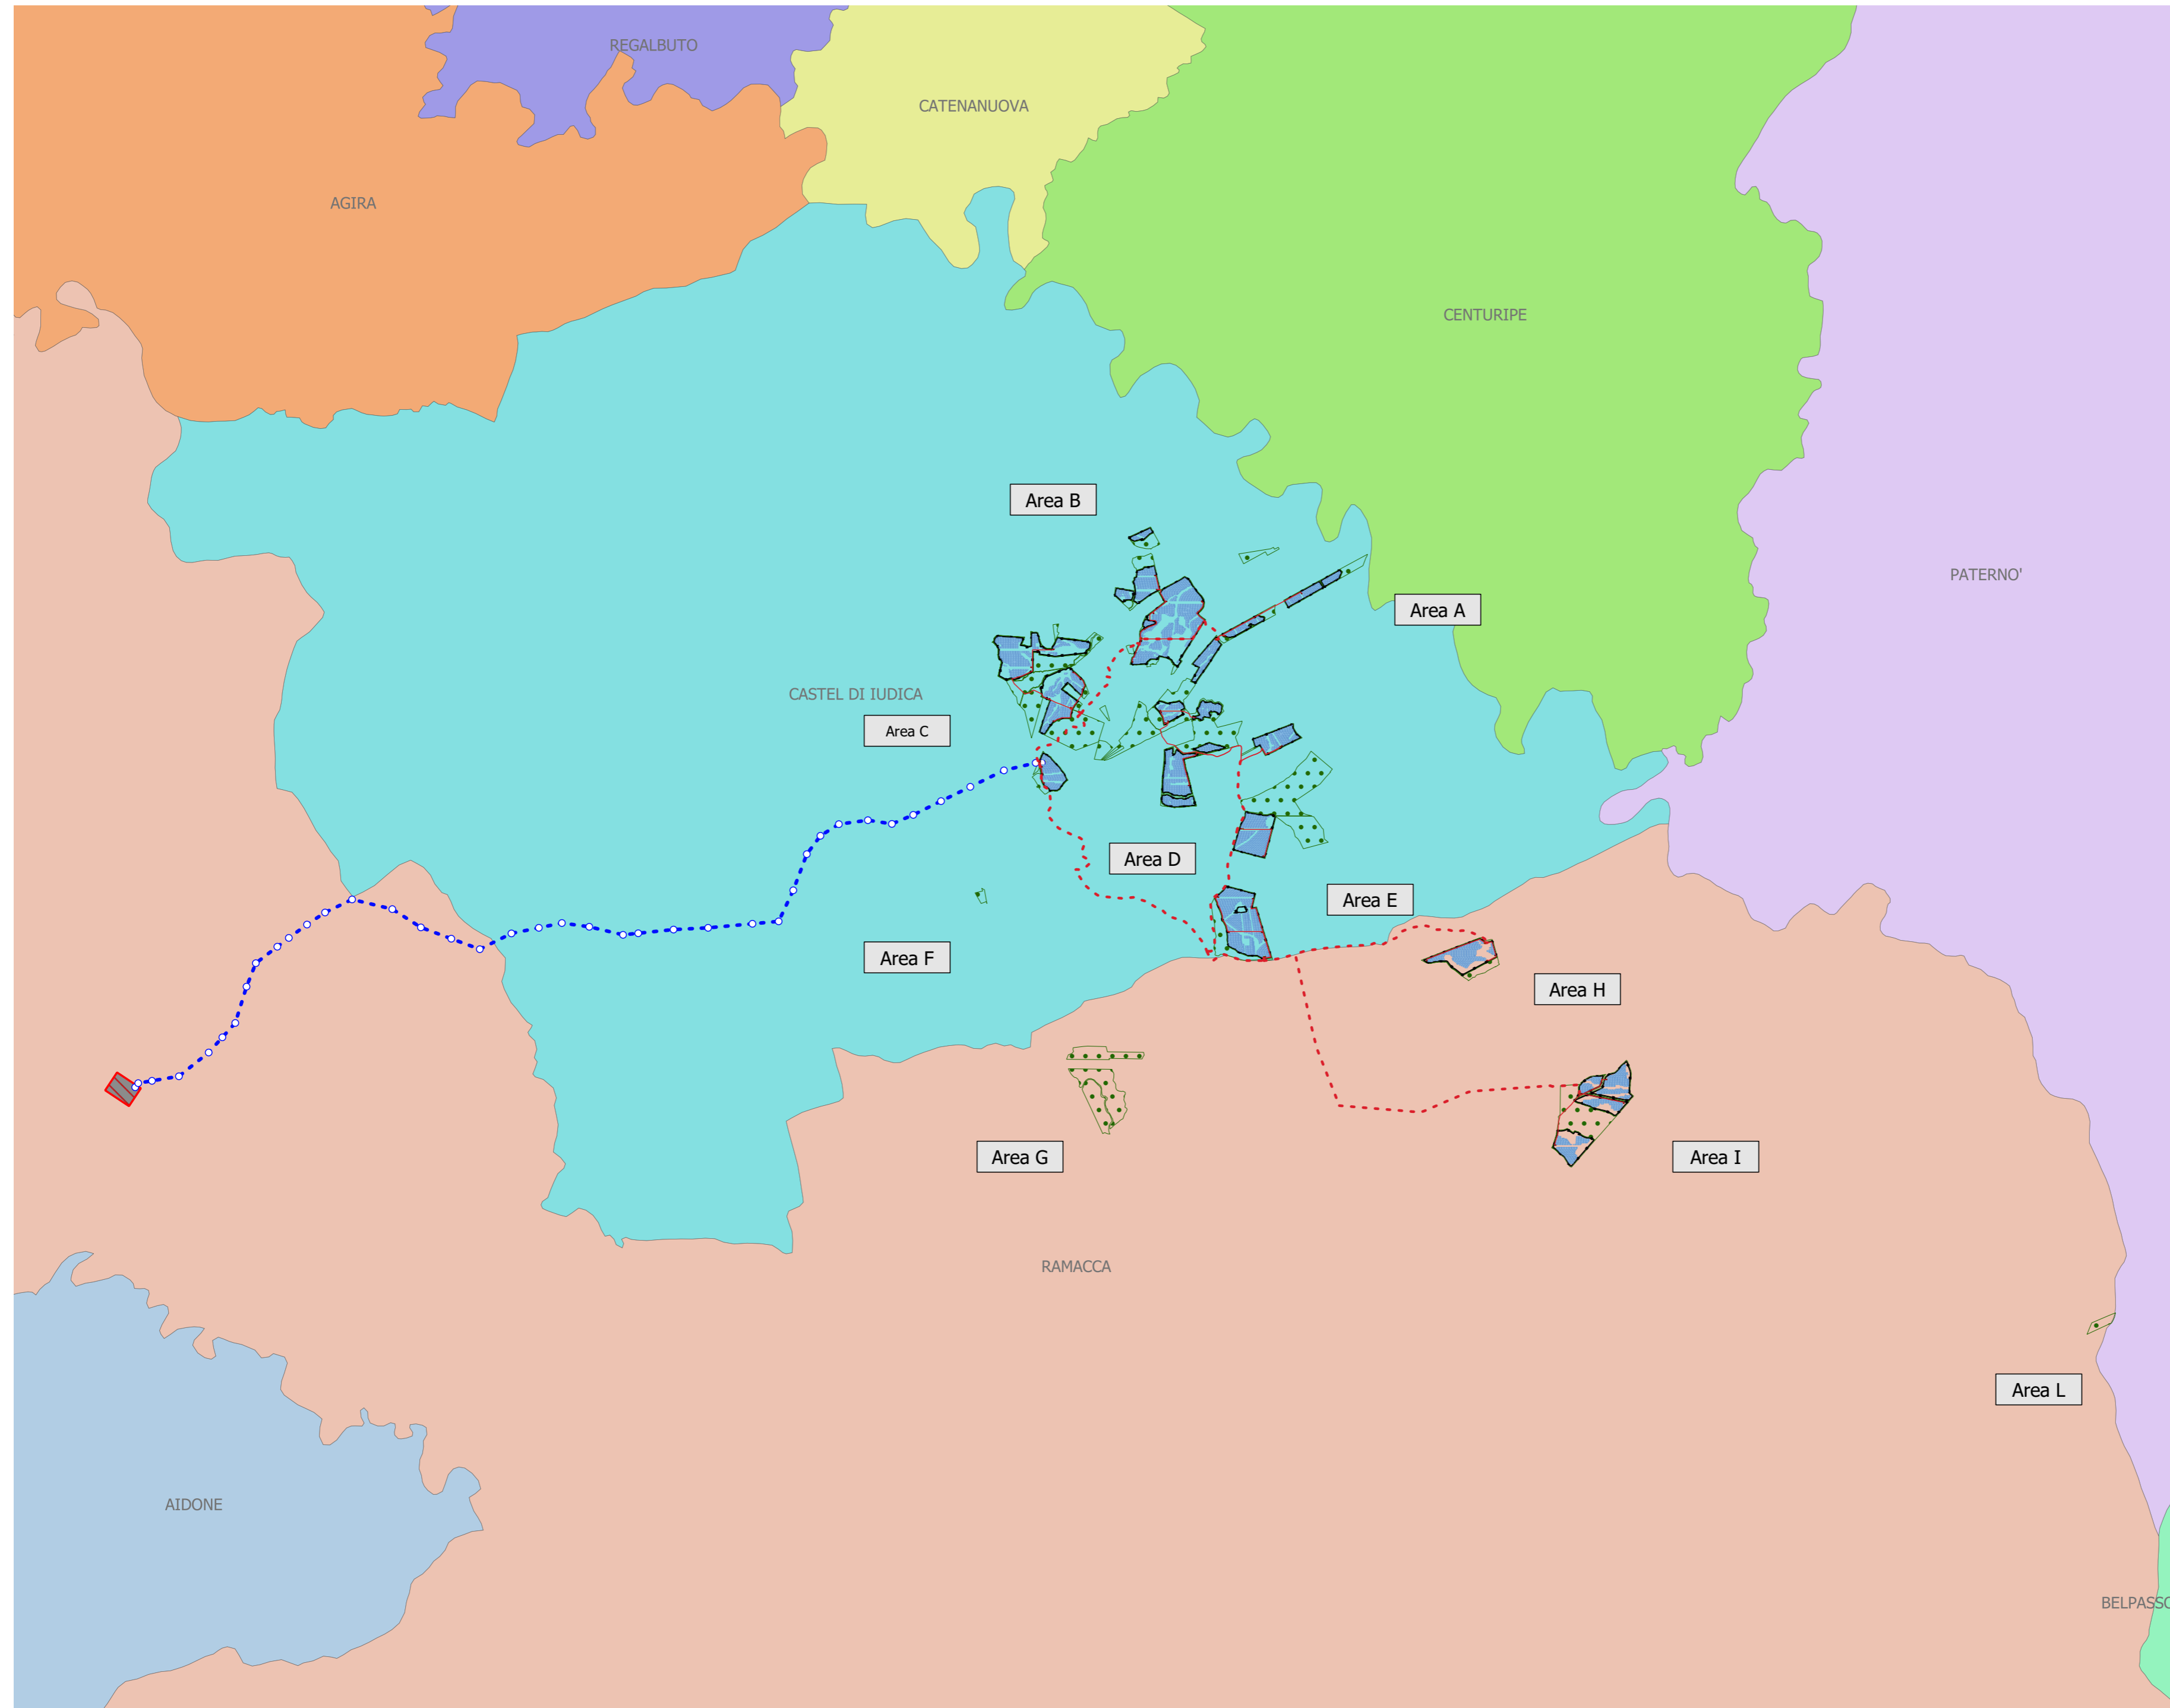 REGALBUTO
CATENANUOVA
AGIRA
CENTURIPE
Area B
PATERNO'
Area A
CASTEL DI IUDICA
Area C
Area D
Area E
Area F
Area H
Area G
Area I
RAMACCA
Area L
AIDONE
BELPASSO